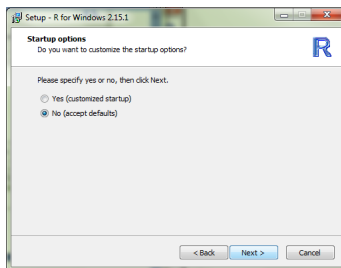 Setup - R for Windows 2.15.1
Startup options
Do you want to customize the startup options?
R
Please specify yes or no, then click Next.
Yes (customized startup)
No (accept defaults)
< Back Next > Cancel